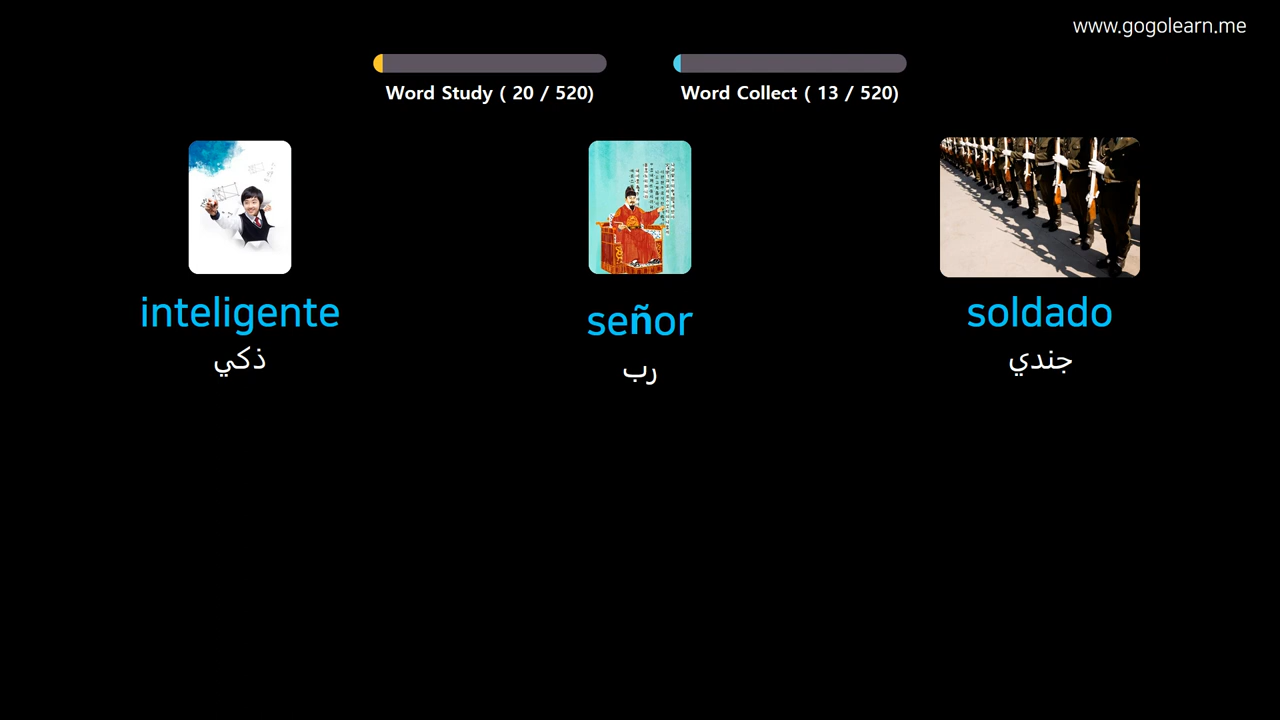 www.gogolearn.me
Word Study ( 20 / 520)
Word Collect ( 13 / 520)
inteligente
ذكي
señor
رب
soldado
جندي